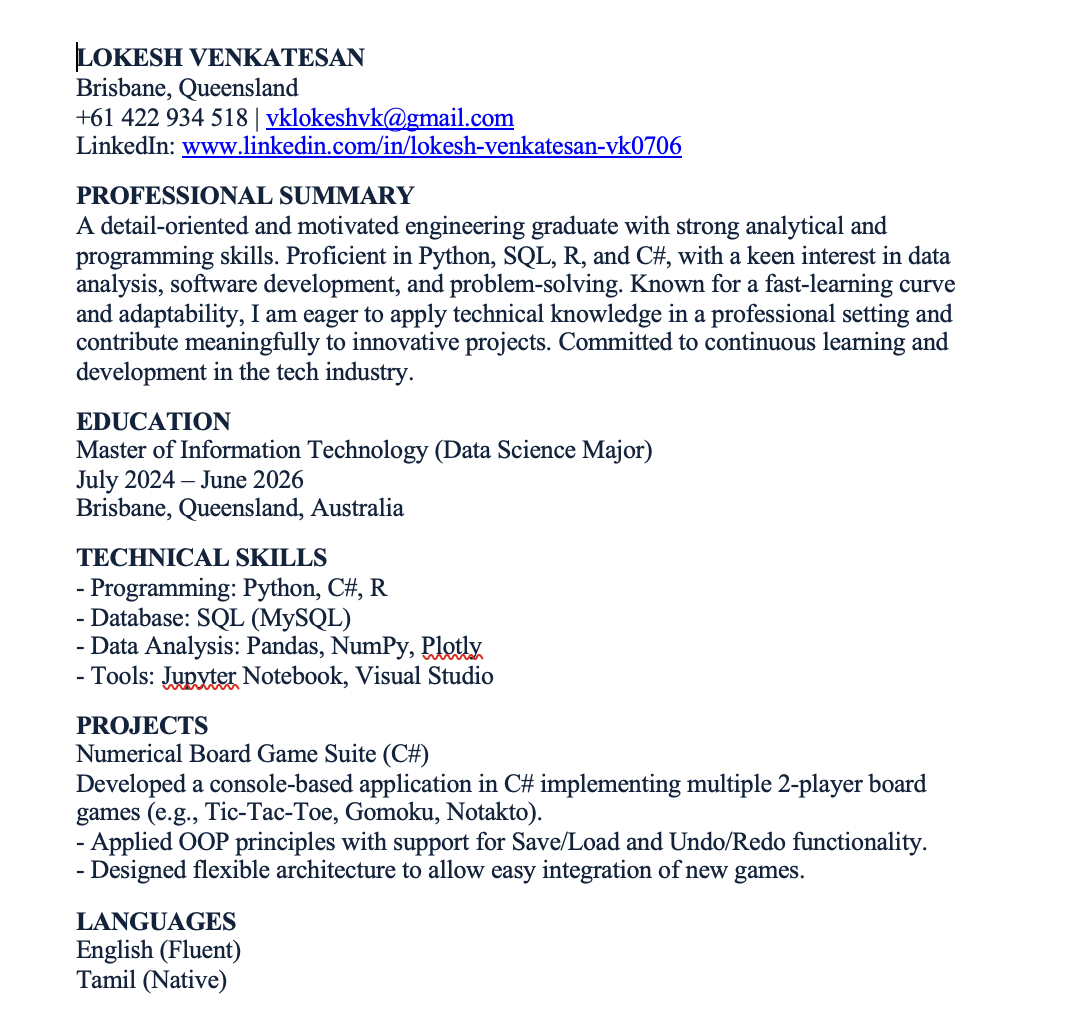 LOKESH VENKATESAN
Brisbane, Queensland
+61 422 934 518 | vklokeshvk@gmail.com
LinkedIn: www.linkedin.com/in/lokesh-venkatesan-vk0706
PROFESSIONAL SUMMARY
A detail-oriented and motivated engineering graduate with strong analytical and
programming skills. Proficient in Python, SQL, R, and C#, with a keen interest in data
analysis, software development, and problem-solving. Known for a fast-learning curve
and adaptability, I am eager to apply technical knowledge in a professional setting and
contribute meaningfully to innovative projects. Committed to continuous learning and
development in the tech industry.
EDUCATION
Master of Information Technology (Data Science Major)
July 2024 – June 2026
Brisbane, Queensland, Australia
TECHNICAL SKILLS
- Programming: Python, C#, R
- Database: SQL (MySQL)
- Data Analysis: Pandas, NumPy, Plotly
- Tools: Jupyter Notebook, Visual Studio
PROJECTS
Numerical Board Game Suite (C#)
Developed a console-based application in C# implementing multiple 2-player board
games (e.g., Tic-Tac-Toe, Gomoku, Notakto).
- Applied OOP principles with support for Save/Load and Undo/Redo functionality.
- Designed flexible architecture to allow easy integration of new games.
LANGUAGES
English (Fluent)
Tamil (Native)